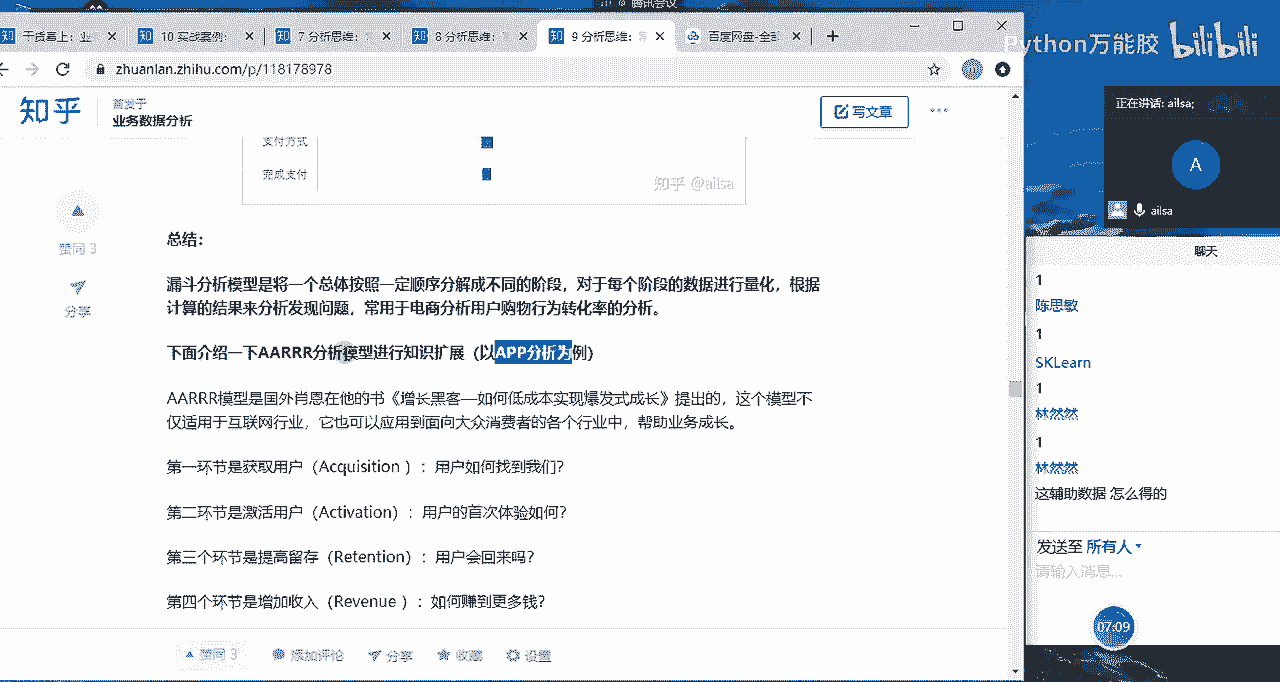 腾讯会议
干货奉上：业
10 实战案例：
7 分析思维：
8 分析思维：
9 分析思维：
百度网盘-全部
zhuanlan.zhihu.com/p/118178978
Python万能胶 bilibili
知乎
首发于
业务数据分析
写文章
正在讲话: ailsa;
A
ailsa
支付方式
完成支付
知乎 @ailsa
赞同 3
分享
总结：
漏斗分析模型是将一个总体按照一定顺序分解成不同的阶段，对于每个阶段的数据进行量化，根据
计算的结果来分析发现问题，常用于电商分析用户购物行为转化率的分析。
下面介绍一下AARRR分析模型进行知识扩展（以APP分析为例）
AARRR模型是国外肖恩在他的书《增长黑客—如何低成本实现爆发式成长》提出的，这个模型不
仅适用于互联网行业，它也可以应用到面向大众消费者的各个行业中，帮助业务成长。
第一环节是获取用户（Acquisition ）：用户如何找到我们?
第二环节是激活用户（Activation）：用户的首次体验如何?
第三个环节是提高留存（Retention）：用户会回来吗?
第四个环节是增加收入（Revenue ）：如何赚到更多钱?
赞同 3
添加评论
分享
收藏
设置
聊天
1
陈思敏
1
SKLearn
1
林然然
1
林然然
这辅助数据 怎么得的
发送至 所有人
请输入消息...
07:09